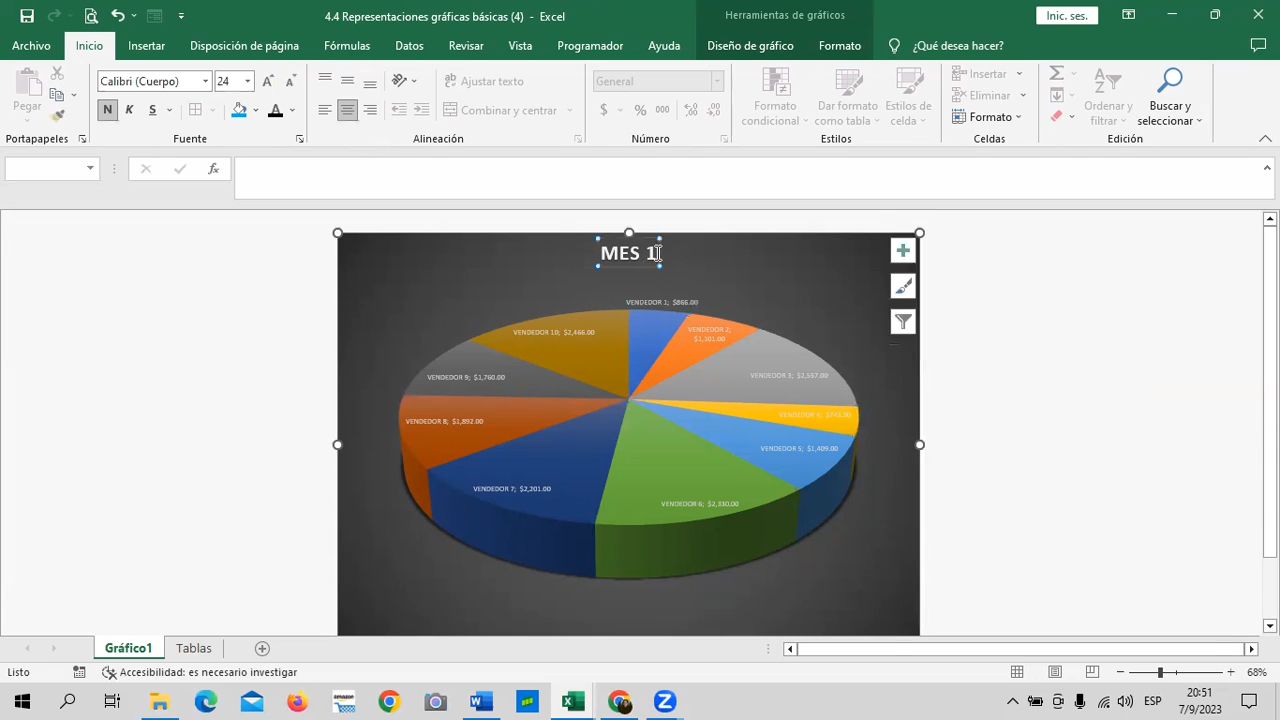 4.4 Representaciones gráficas básicas (4) - Excel
Herramientas de gráficos
Inic. ses.
Archivo Inicio Insertar Disposición de página Fórmulas Datos Revisar Vista Programador Ayuda Diseño de gráfico Formato ¿Qué desea hacer?
Pegar
Calibri (Cuerpo) 24
N K S
Ajustar texto
Combinar y centrar
General
$ % 000
Formato condicional
Dar formato como tabla
Estilos de celda
Insertar
Eliminar
Formato
Ordenar y filtrar
Buscar y seleccionar
Portapapeles Fuente Alineación Número Estilos Celdas Edición
MES 1
VENDEDOR 1; $866.00
VENDEDOR 2;
$1,301.00
VENDEDOR 10; $2,466.00
VENDEDOR 9; $1,760.00
VENDEDOR 3; $2,557.00
VENDEDOR 8; $1,892.00
VENDEDOR 5; $1,409.00
VENDEDOR 7; $2,201.00
VENDEDOR 6; $2,330.00
Gráfico1 Tablas
Listo Accesibilidad: es necesario investigar 68%
ESP
20:51
7/9/2023